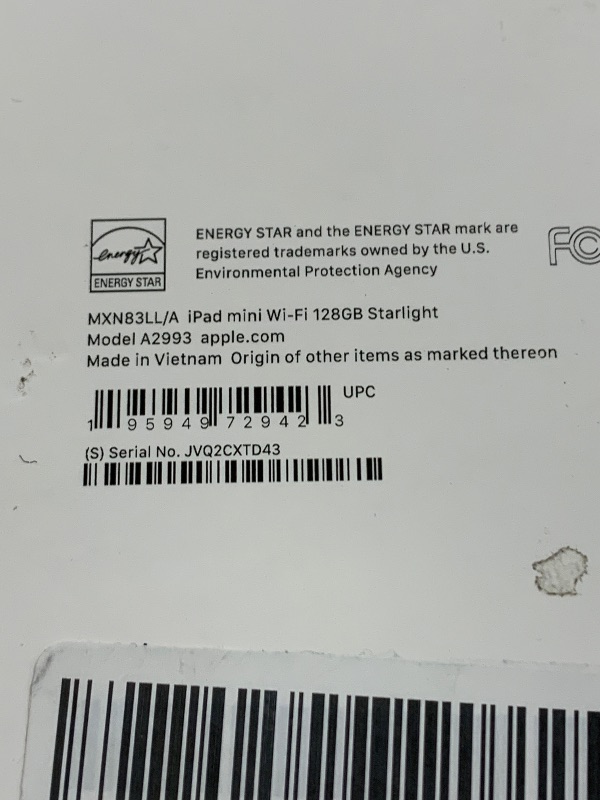 energy
ENERGY STAR
ENERGY STAR and the ENERGY STAR mark are
registered trademarks owned by the U.S.
Environmental Protection Agency
FC
MXN83LL/A iPad mini Wi-Fi 128GB Starlight
Model A2993 apple.com
Made in Vietnam Origin of other items as marked thereon
UPC
1 95949 72942 3
(S) Serial No. JVQ2CXTD43